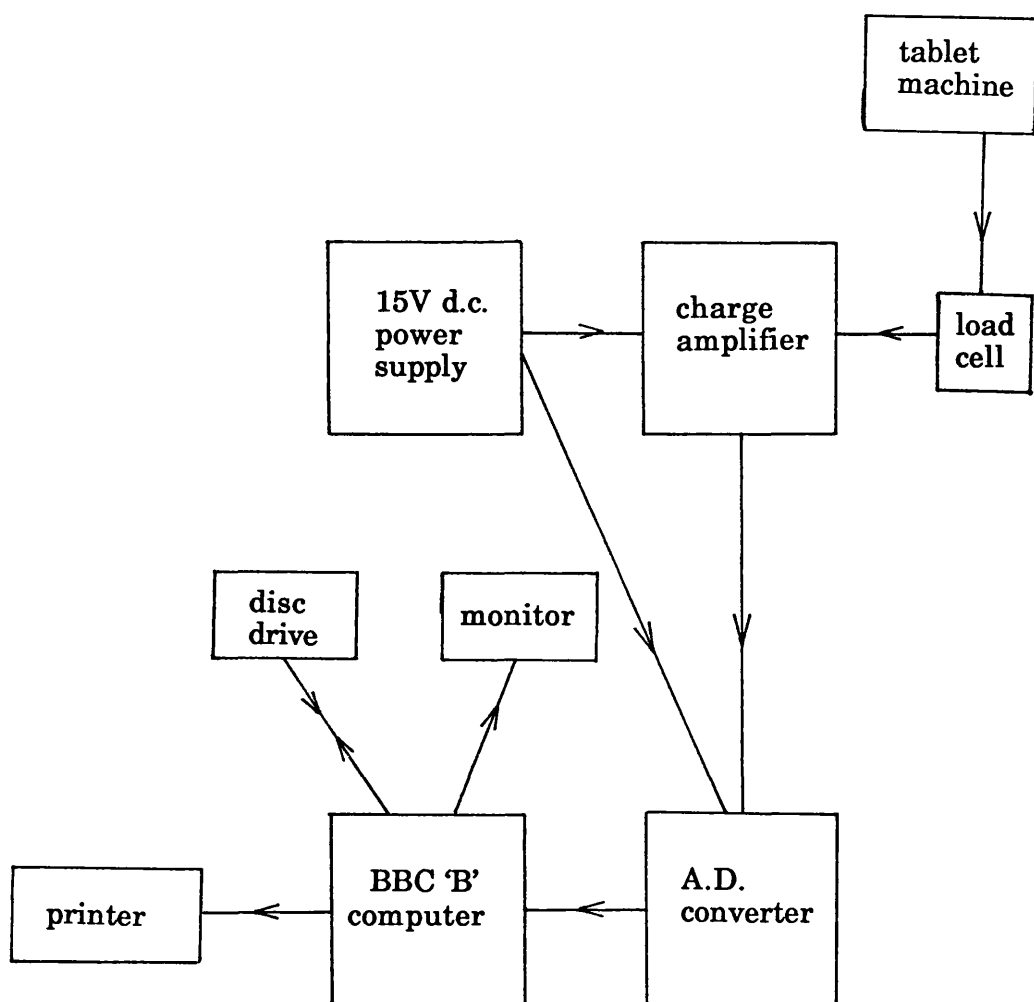 tablet
machine
15V d.c.
power
supply
charge
amplifier
load
cell
disc
drive
monitor
printer
BBC ‘B’
computer
A.D.
converter